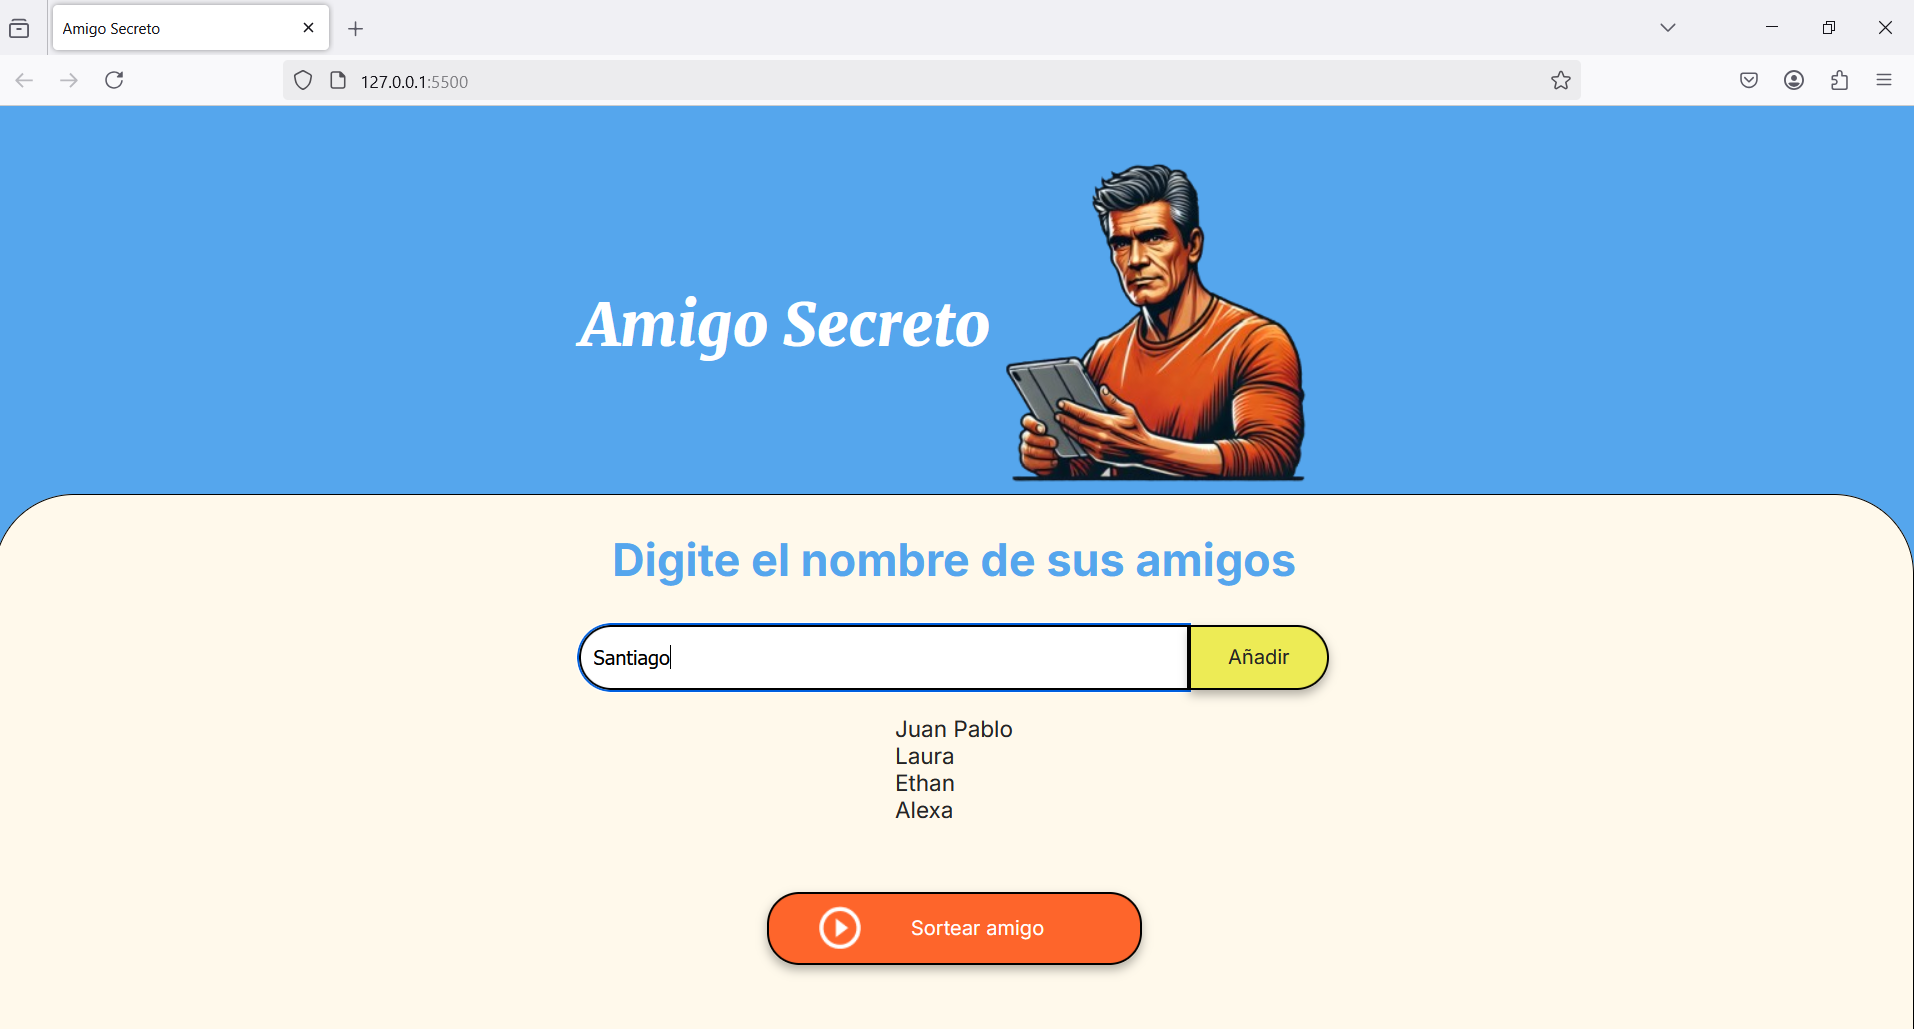 Amigo Secreto
127.0.0.1:5500
Amigo Secreto
Digite el nombre de sus amigos
Santiago
Añadir
Juan Pablo
Laura
Ethan
Alexa
Sortear amigo